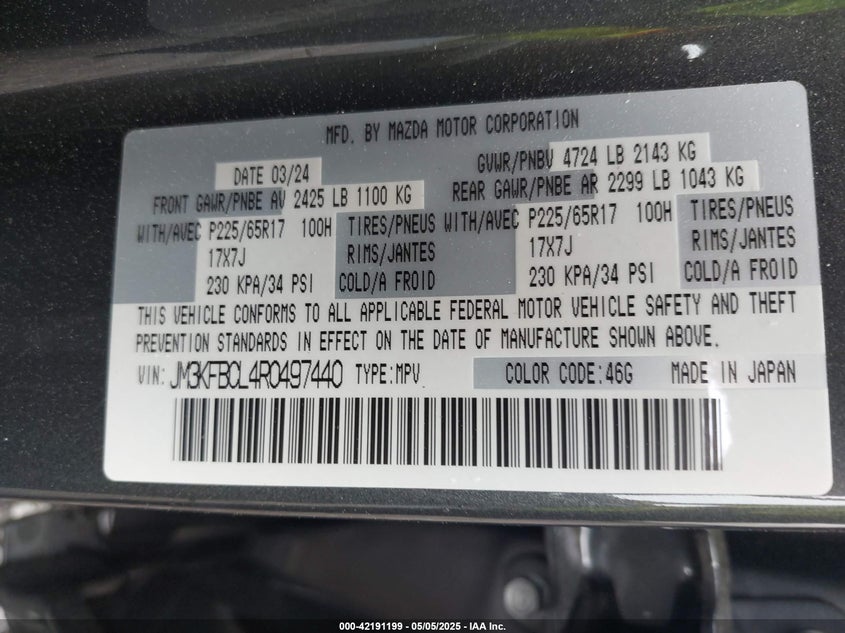 MFD. BY MAZDA MOTOR CORPORATION
DATE 03/24 GVWR/PNBV 4724 LB 2143 KG
FRONT GAWR/PNBE AV 2425 LB 1100 KG REAR GAWR/PNBE AR 2299 LB 1043 KG
WITH/AVEC P225/65R17 100H TIRES/PNEUS WITH/AVEC P225/65R17 100H TIRES/PNEUS
17X7J RIMS/JANTES 17X7J RIMS/JANTES
230 KPA/34 PSI COLD/A FROID 230 KPA/34 PSI COLD/A FROID
THIS VEHICLE CONFORMS TO ALL APPLICABLE FEDERAL MOTOR VEHICLE SAFETY AND THEFT
PREVENTION STANDARDS IN EFFECT ON THE DATE OF MANUFACTURE SHOWN ABOVE.
VIN: JM3KFBCL4R0497440 TYPE:MPV COLOR CODE:46G MADE IN JAPAN
000-42191199 - 05/05/2025 - IAA Inc.